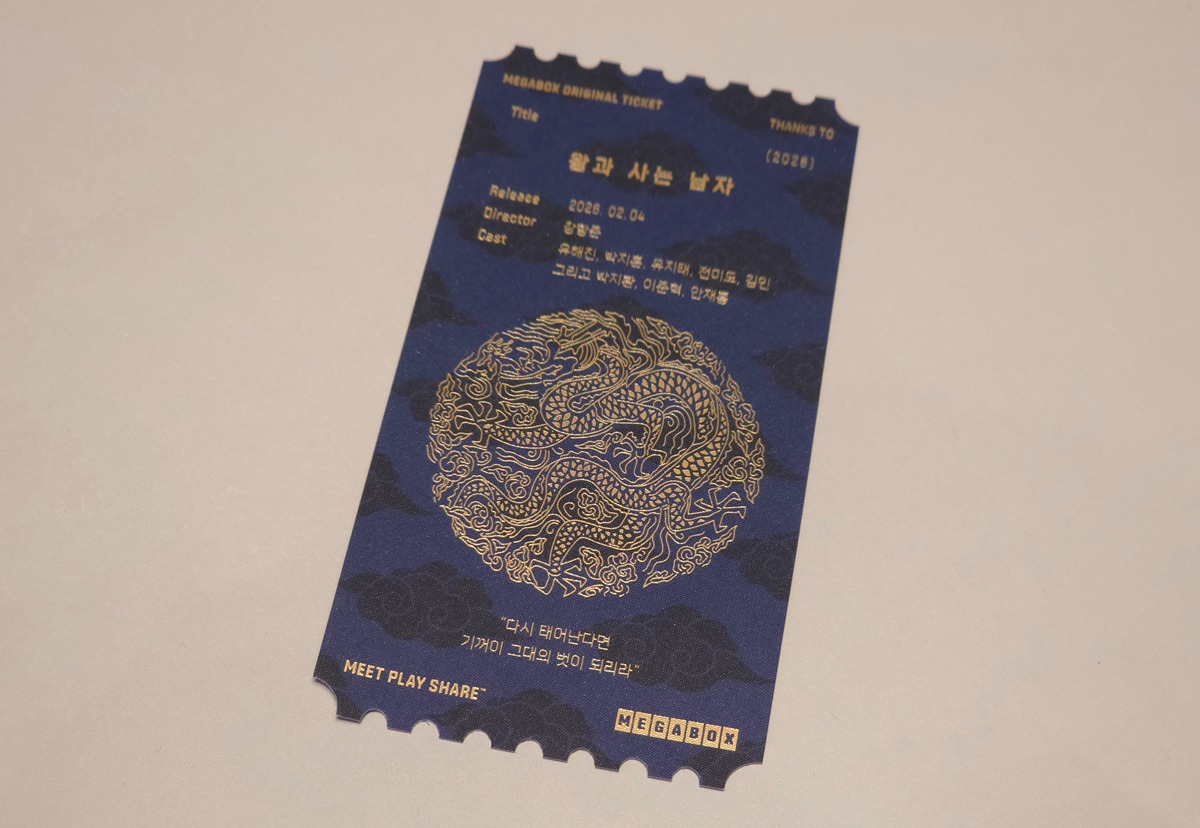 MEGABOX ORIGINAL TICKET
THANKS TO
Title
(2026)
왕과 사는 남자
Release 2026. 02. 04
Director 장항준
Cast 유해진, 박지훈, 유지태, 전미도, 김민
그리고 박지환, 이준혁, 안재홍
"다시 태어난다면
기꺼이 그대의 벗이 되리라"
MEET PLAY SHARE™
MEGABOX